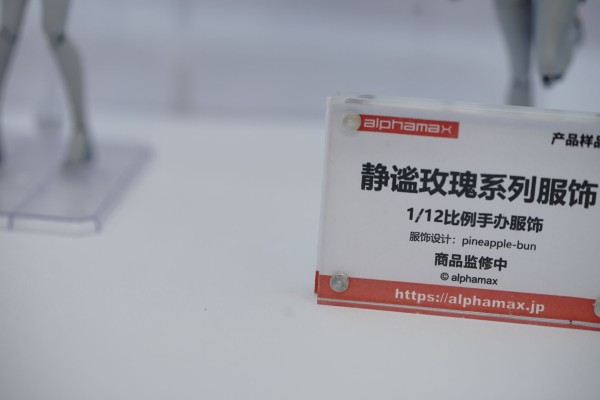 alphamax
产品样品
静谧玫瑰系列服饰
1/12比例手办服饰
服饰设计：pineapple-bun
商品监修中
© alphamax
https://alphamax.jp